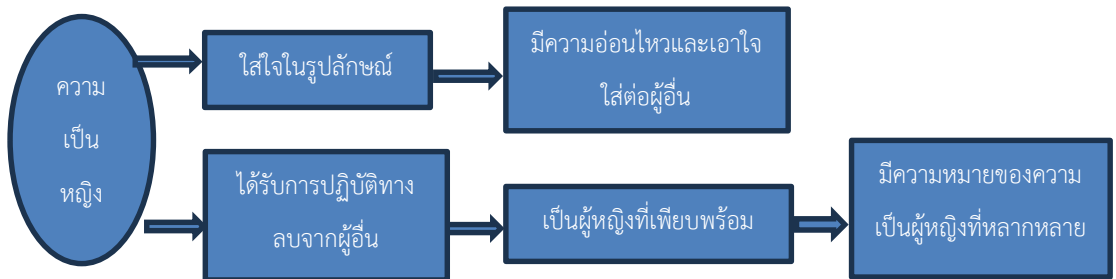 ความ
เป็น
หญิง
ใส่ใจในรูปลักษณ์
มีความอ่อนไหวและเอาใจ
ใส่ต่อผู้อื่น
ได้รับการปฏิบัติทาง
ลบจากผู้อื่น
เป็นผู้หญิงที่เพียบพร้อม
มีความหมายของความ
เป็นผู้หญิงที่หลากหลาย